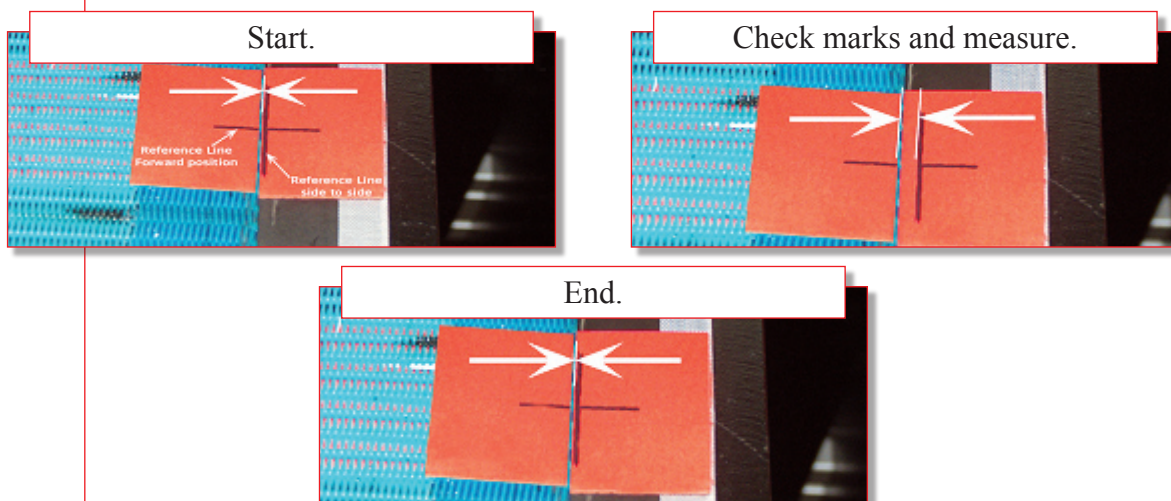 Start.
Check marks and measure.
Reference Line
Forward position
Reference Line
side to side
End.